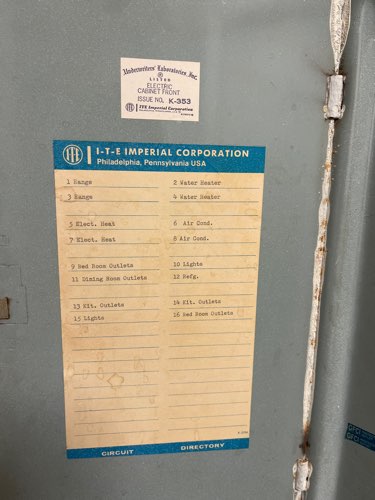 Underwriters' Laboratories, Inc.
LISTED
ELECTRIC
CABINET FRONT
ISSUE NO. K-353
ITE Imperial Corporation
I-T-E IMPERIAL CORPORATION
Philadelphia, Pennsylvania USA
1 Range 2 Water Heater
3 Range 4 Water Heater
5 Elect. Heat 6 Air Cond.
7 Elect. Heat 8 Air Cond.
9 Bed Room Outlets 10 Lights
11 Dining Room Outlets 12 Refg.
13 Kit. Outlets 14 Kit. Outlets
15 Lights 16 Bed Room Outlets
CIRCUIT DIRECTORY
GFCI
GFCI